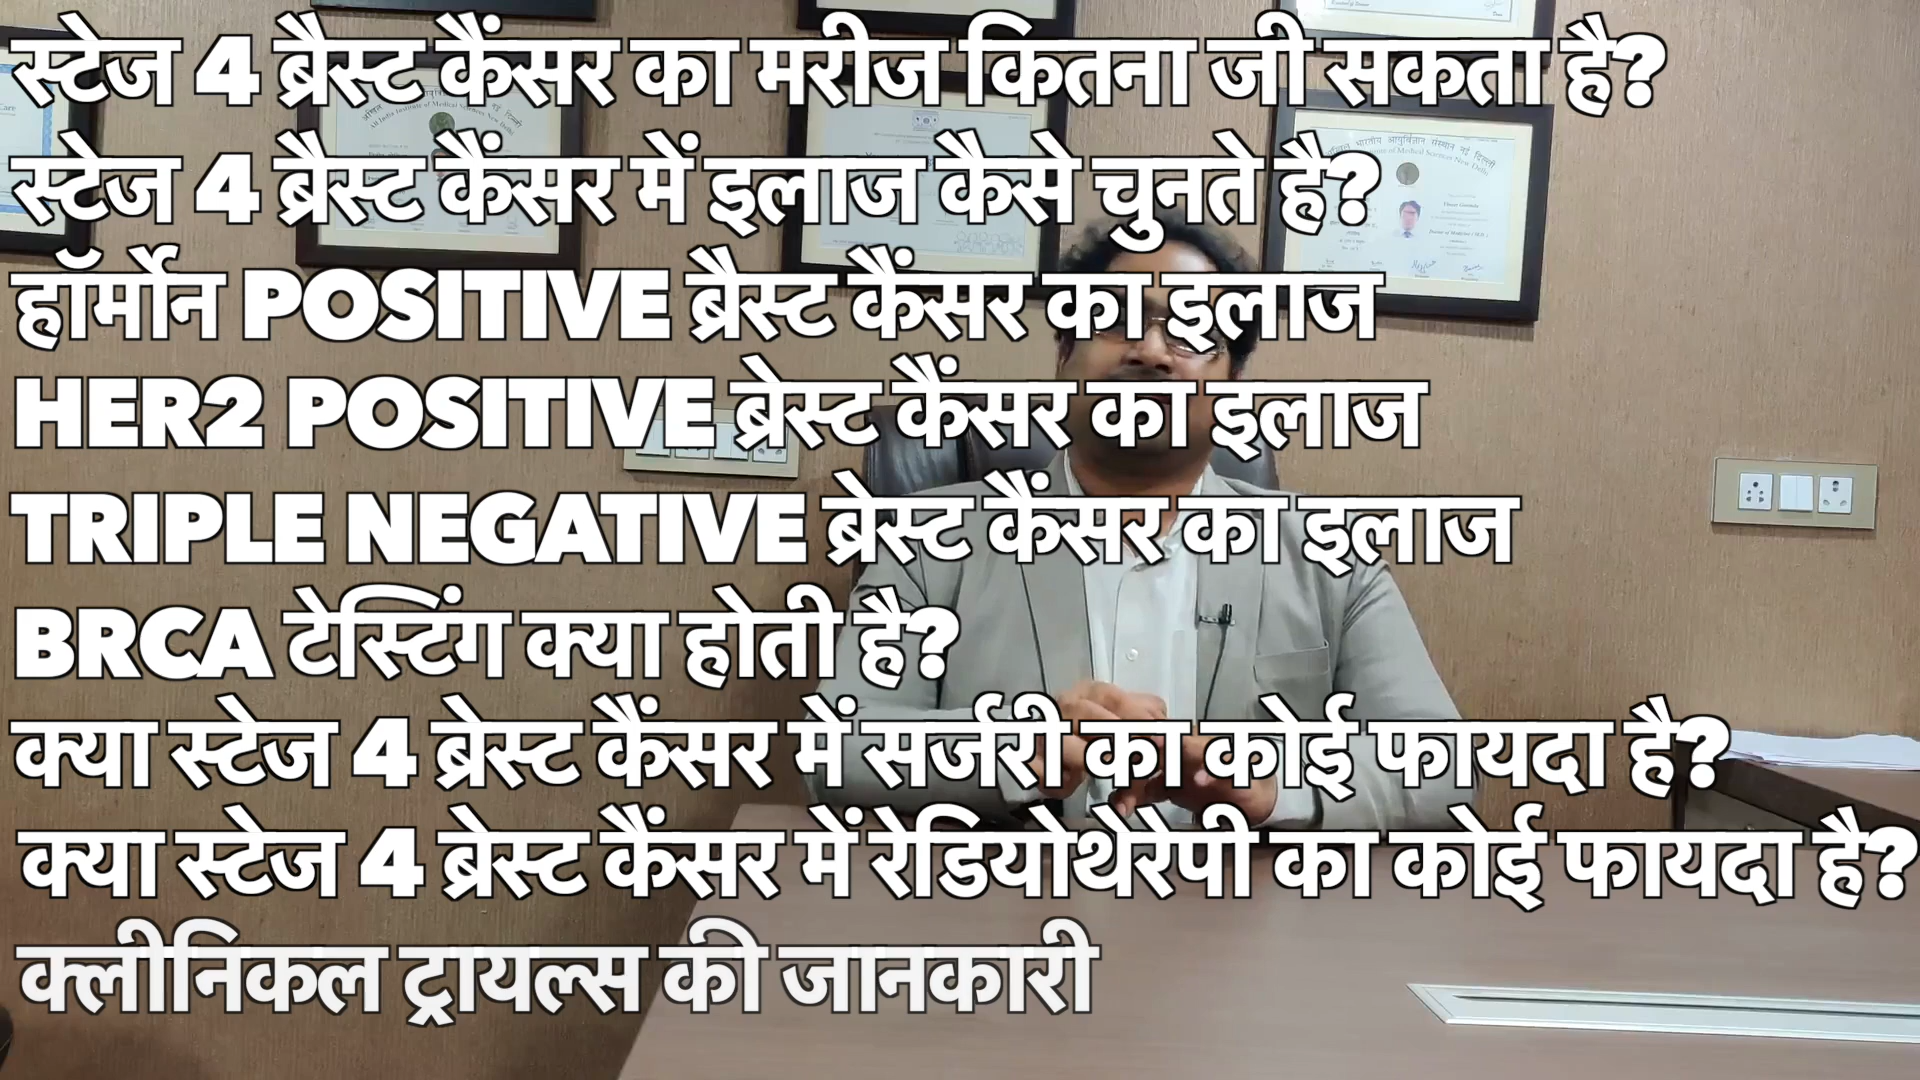 स्टेज 4 ब्रैस्ट कैंसर का मरीज कितना जी सकता है?
स्टेज 4 ब्रैस्ट कैंसर में इलाज कैसे चुनते है?
हॉर्मोन POSITIVE ब्रैस्ट कैंसर का इलाज
HER2 POSITIVE ब्रेस्ट कैंसर का इलाज
TRIPLE NEGATIVE ब्रेस्ट कैंसर का इलाज
BRCA टेस्टिंग क्या होती है?
क्या स्टेज 4 ब्रेस्ट कैंसर में सर्जरी का कोई फायदा है?
क्या स्टेज 4 ब्रेस्ट कैंसर में रेडियोथेरैपी का कोई फायदा है?
क्लीनिकल ट्रायल्स की जानकारी